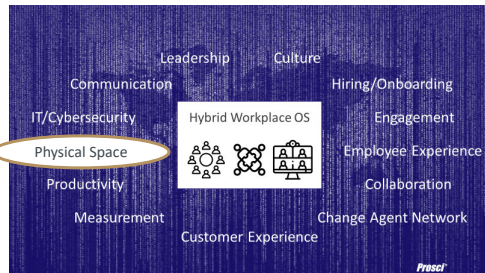 Leadership Culture
Communication Hiring/Onboarding
IT/Cybersecurity Hybrid Workplace OS Engagement
Physical Space Employee Experience
Productivity Collaboration
Measurement Change Agent Network
Customer Experience
Prosci